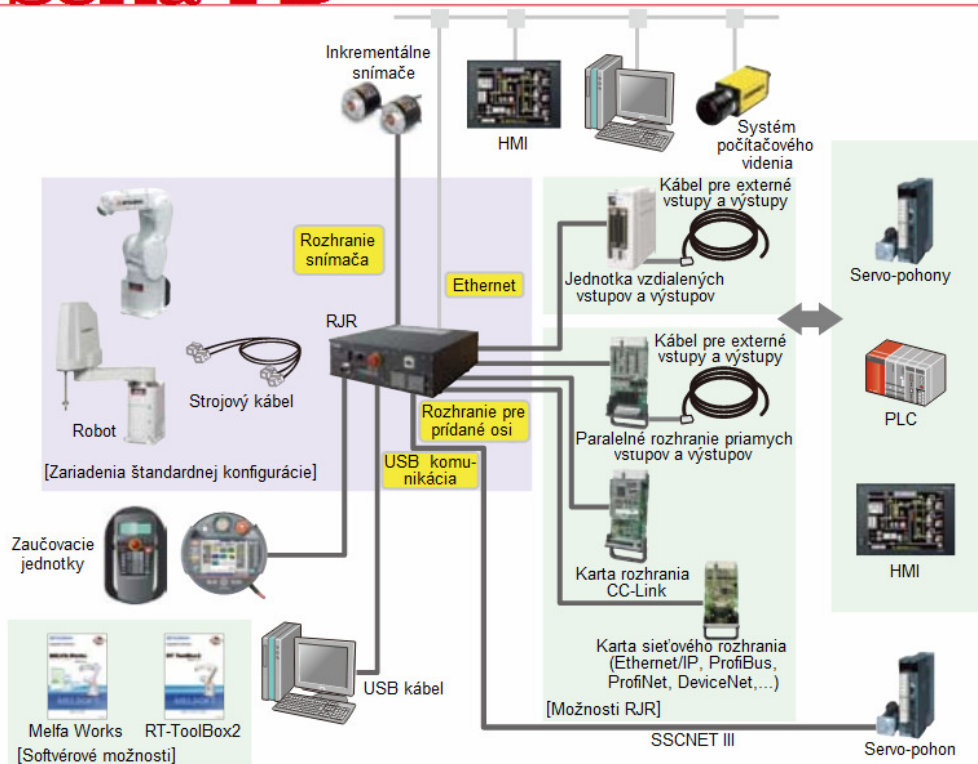 Inkrementálne
snímače
HMI
Systém
počítačového
videnia
Rozhranie
snímača
Ethernet
Kábel pre externé
vstupy a výstupy
Jednotka vzdialených
vstupov a výstupov
Servo-pohony
RJR
Strojový kábel
Robot
[Zariadenia štandardnej konfigurácie]
Rozhranie pre
prídané osi
USB komu-
nikácia
Kábel pre externé
vstupy a výstupy
Paralelné rozhranie priamych
vstupov a výstupov
PLC
Zaučovacie
jednotky
Karta rozhrania
CC-Link
HMI
Karta sieťového rozhrania
(Ethernet/IP, ProfiBus,
ProfiNet, DeviceNet,...)
[Možnosti RJR]
USB kábel
Melfa Works
RT-ToolBox2
[Softvérové možnosti]
SSCNET III
Servo-pohon